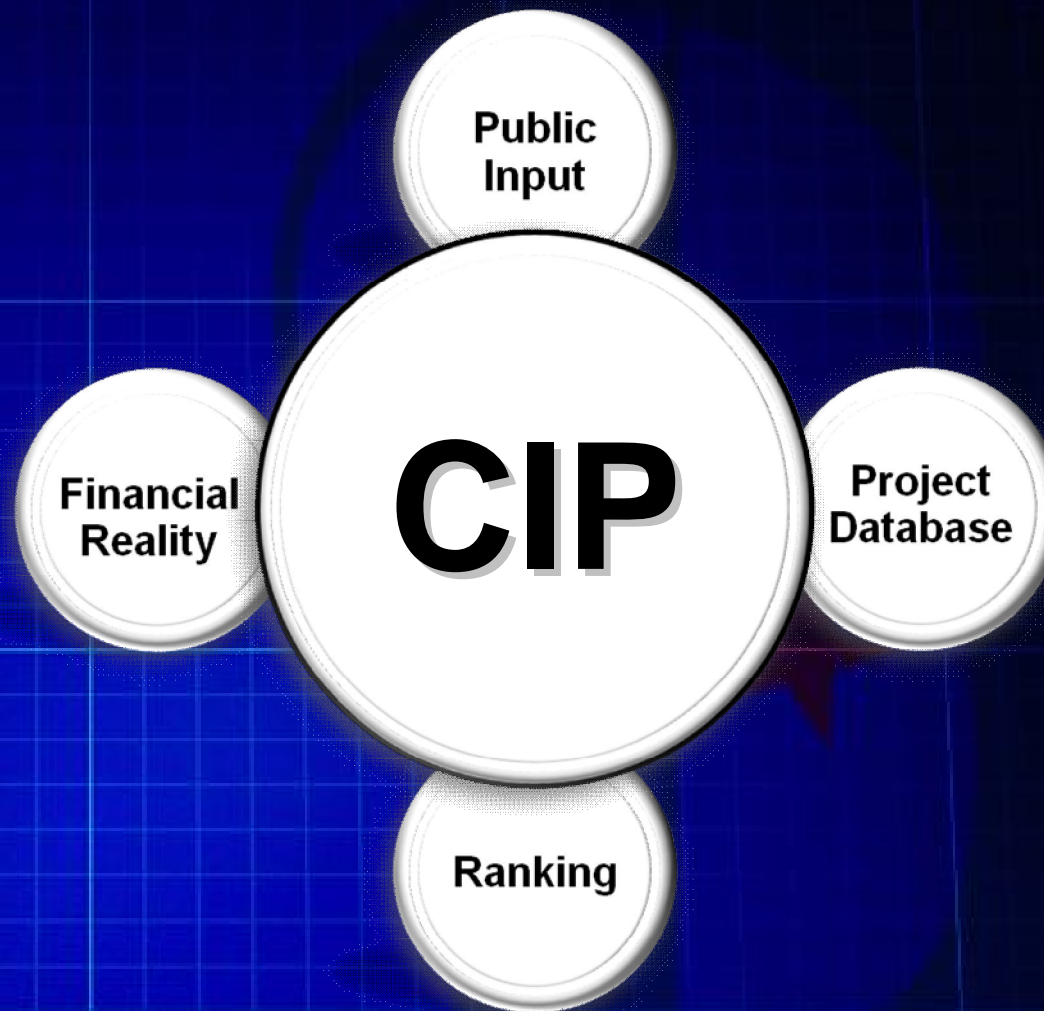 Public
Input
Financial
Reality
CIP
Project
Database
Ranking